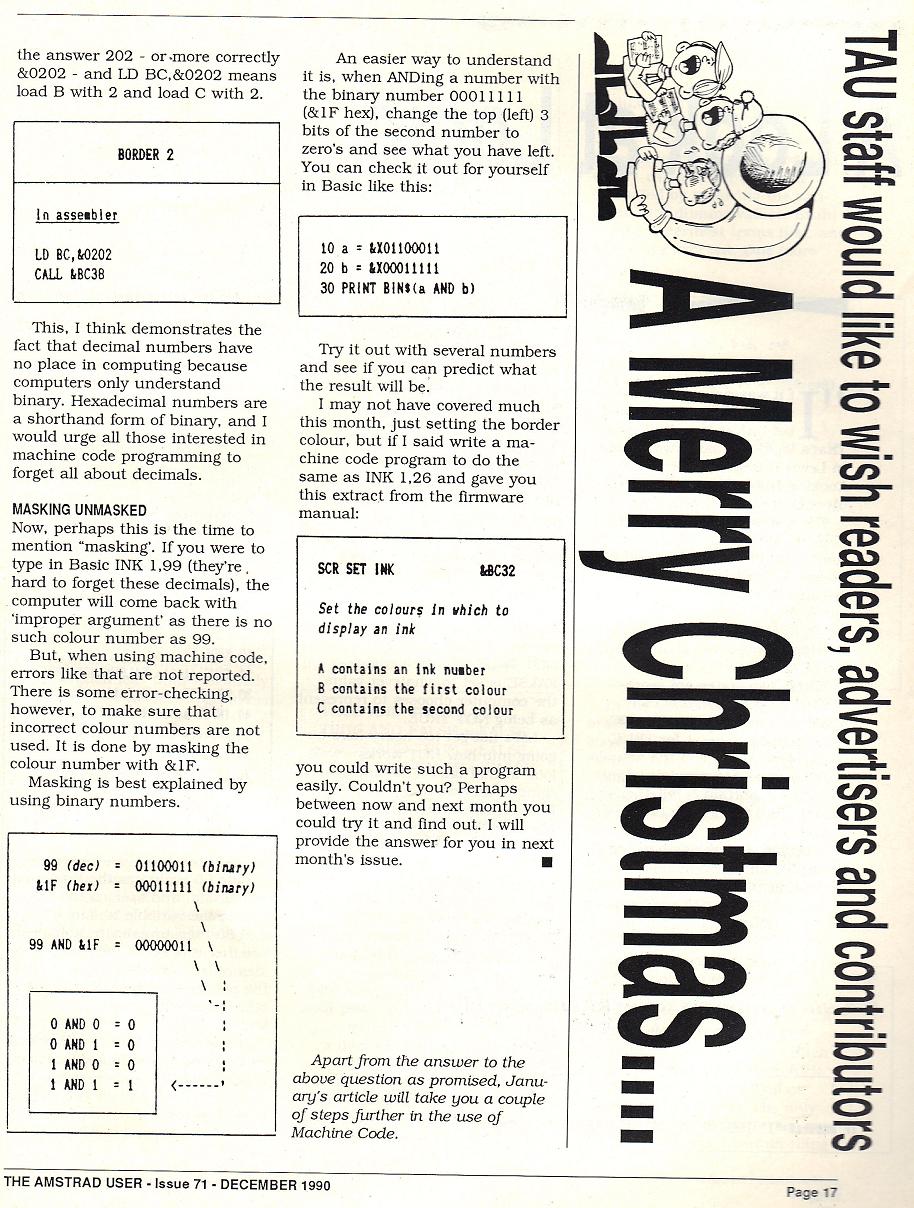 the answer 202 - or more correctly
&0202 - and LD BC,&0202 means
load B with 2 and load C with 2.
BORDER 2
In assembler
LD BC,&0202
CALL &BC38
This, I think demonstrates the
fact that decimal numbers have
no place in computing because
computers only understand
binary. Hexadecimal numbers are
a shorthand form of binary, and I
would urge all those interested in
machine code programming to
forget all about decimals.
MASKING UNMASKED
Now, perhaps this is the time to
mention "masking'. If you were to
type in Basic INK 1,99 (they're
hard to forget these decimals), the
computer will come back with
'improper argument' as there is no
such colour number as 99.
But, when using machine code,
errors like that are not reported.
There is some error-checking,
however, to make sure that
incorrect colour numbers are not
used. It is done by masking the
colour number with &1F.
Masking is best explained by
using binary numbers.
99 (dec) = 01100011 (binary)
&1F (hex) = 00011111 (binary)
99 AND &1F = 00000011
0 AND 0 = 0
0 AND 1 = 0
1 AND 0 = 0
1 AND 1 = 1 <------'
An easier way to understand
it is, when ANDing a number with
the binary number 00011111
(&1F hex), change the top (left) 3
bits of the second number to
zero's and see what you have left.
You can check it out for yourself
in Basic like this:
10 a = &X01100011
20 b = &X00011111
30 PRINT BIN$(a AND b)
Try it out with several numbers
and see if you can predict what
the result will be.
I may not have covered much
this month, just setting the border
colour, but if I said write a ma-
chine code program to do the
same as INK 1,26 and gave you
this extract from the firmware
manual:
SCR SET INK &BC32
Set the colours in which to
display an ink
A contains an ink number
B contains the first colour
C contains the second colour
you could write such a program
easily. Couldn't you? Perhaps
between now and next month you
could try it and find out. I will
provide the answer for you in next
month's issue.
Apart from the answer to the
above question as promised, Janu-
ary's article will take you a couple
of steps further in the use of
Machine Code.
TAU staff would like to wish readers, advertisers and contributors
A Merry Christmas....
THE AMSTRAD USER - Issue 71 - DECEMBER 1990
Page 17